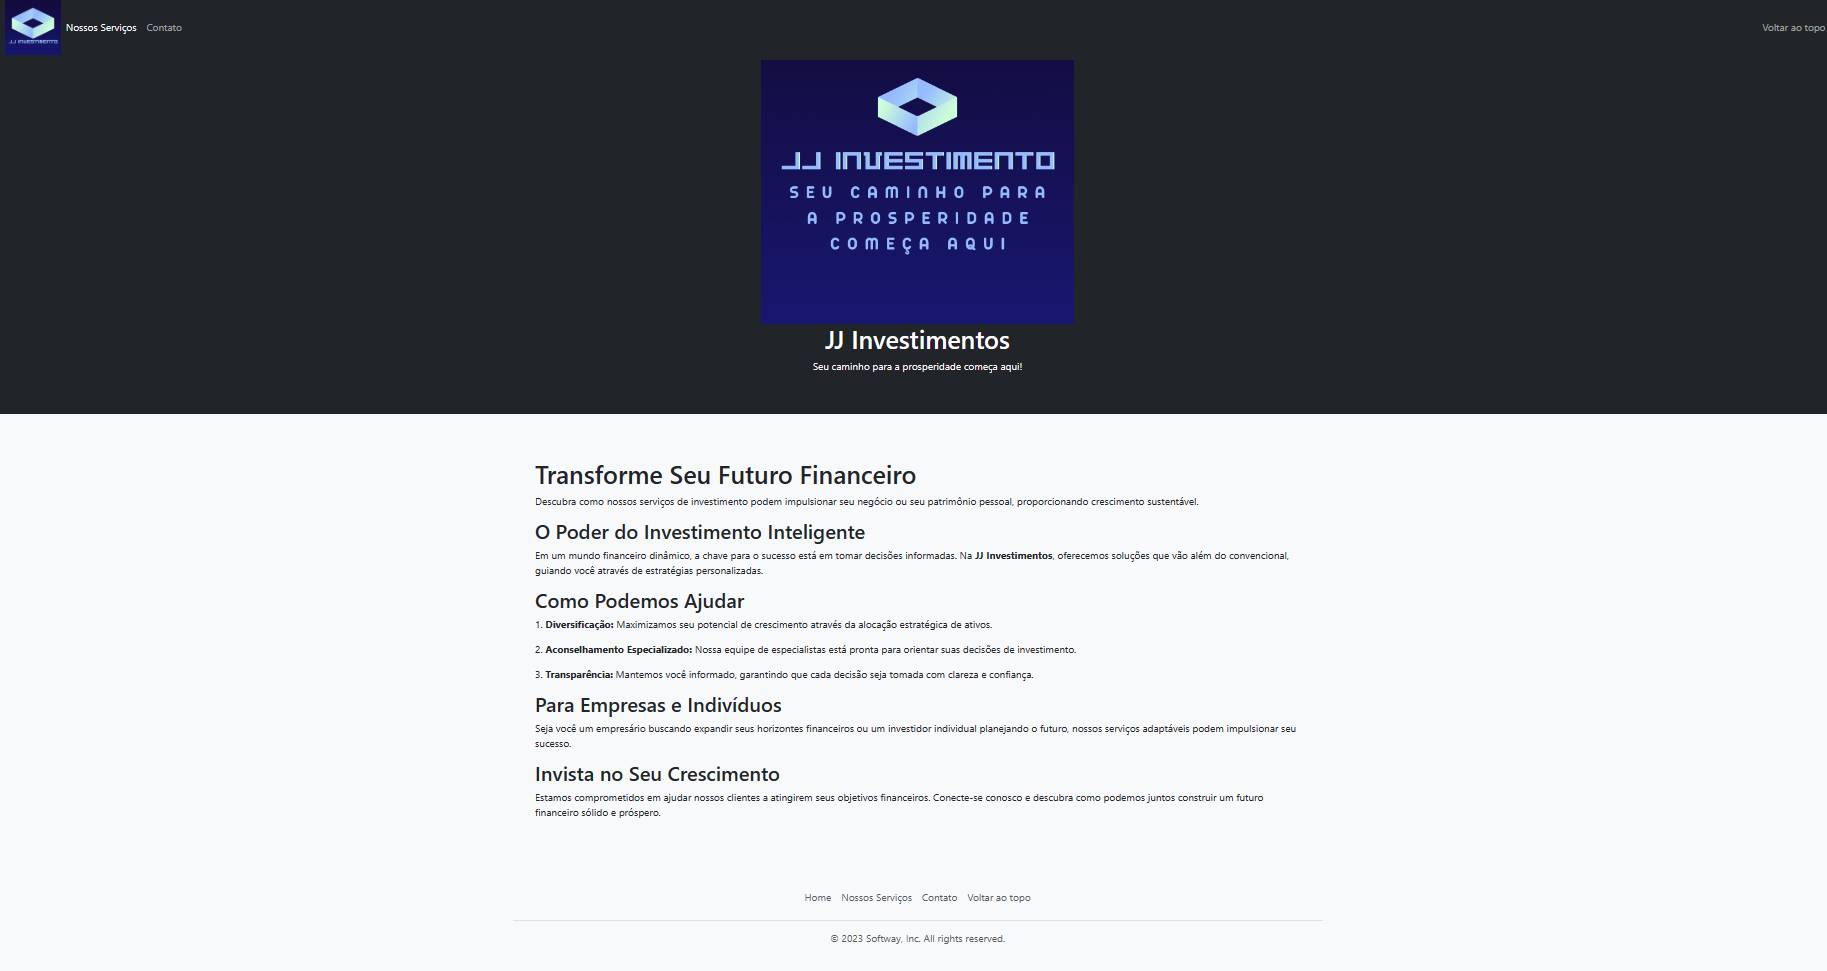 JJ INVESTIMENTO
Nossos Serviços
Contato
Voltar ao topo
JJ INVESTIMENTO
SEU CAMINHO PARA
A PROSPERIDADE
COMEÇA AQUI
JJ Investimentos
Seu caminho para a prosperidade começa aqui!
Transforme Seu Futuro Financeiro
Descubra como nossos serviços de investimento podem impulsionar seu negócio ou seu patrimônio pessoal, proporcionando crescimento sustentável.
O Poder do Investimento Inteligente
Em um mundo financeiro dinâmico, a chave para o sucesso está em tomar decisões informadas. Na JJ Investimentos, oferecemos soluções que vão além do convencional,
guiando você através de estratégias personalizadas.
Como Podemos Ajudar
1. Diversificação: Maximizamos seu potencial de crescimento através da alocação estratégica de ativos.
2. Aconselhamento Especializado: Nossa equipe de especialistas está pronta para orientar suas decisões de investimento.
3. Transparência: Mantemos você informado, garantindo que cada decisão seja tomada com clareza e confiança.
Para Empresas e Indivíduos
Seja você um empresário buscando expandir seus horizontes financeiros ou um investidor individual planejando o futuro, nossos serviços adaptáveis podem impulsionar seu
sucesso.
Invista no Seu Crescimento
Estamos comprometidos em ajudar nossos clientes a atingirem seus objetivos financeiros. Conecte-se conosco e descubra como podemos juntos construir um futuro
financeiro sólido e próspero.
Home Nossos Serviços Contato Voltar ao topo
© 2023 Softway, Inc. All rights reserved.